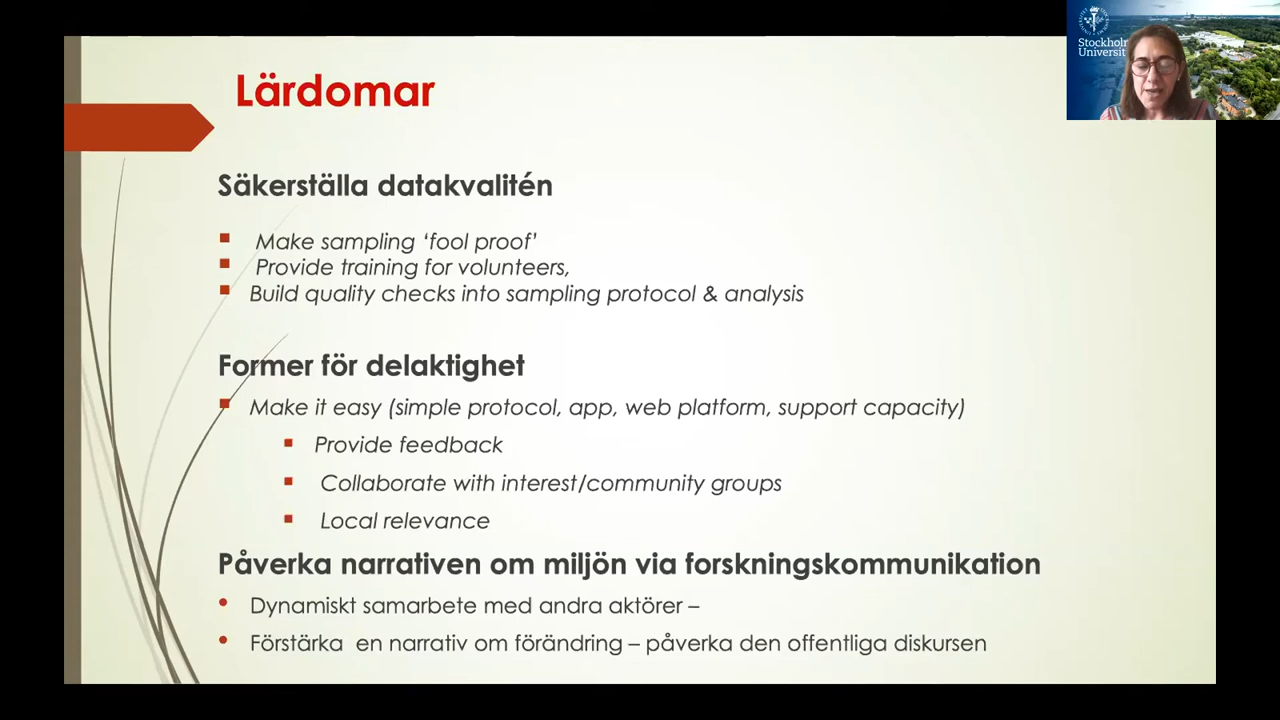 Lärdomar
Säkerställa datakvalitén
Make sampling ‘fool proof’
Provide training for volunteers,
Build quality checks into sampling protocol & analysis
Former för delaktighet
Make it easy (simple protocol, app, web platform, support capacity)
Provide feedback
Collaborate with interest/community groups
Local relevance
Påverka narrativen om miljön via forskningskommunikation
Dynamiskt samarbete med andra aktörer –
Förstärka en narrativ om förändring – påverka den offentliga diskursen
Stockholr
Universit